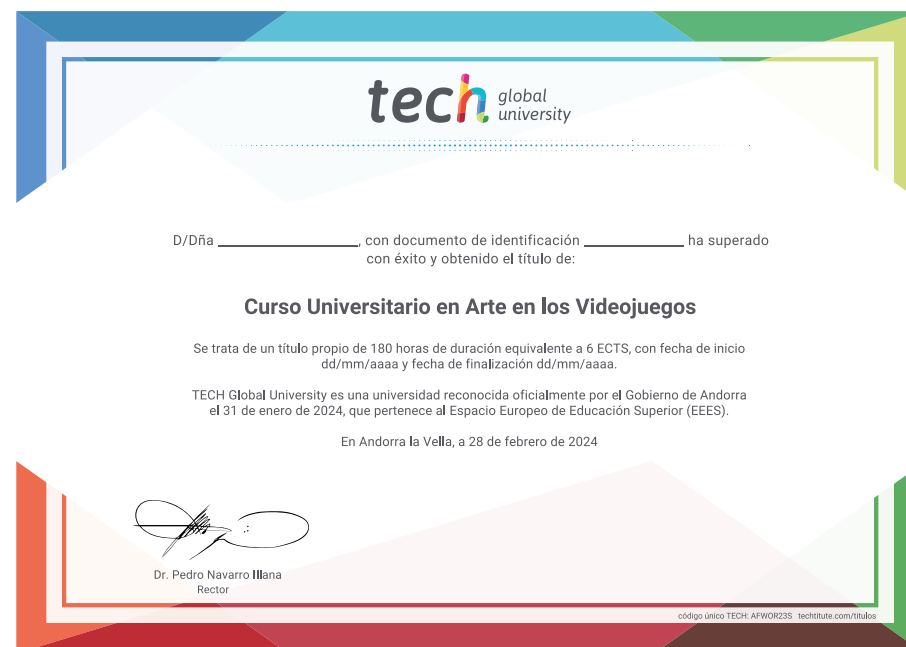 tech global university
D/Dña ____________________, con documento de identificación ______________ ha superado
con éxito y obtenido el título de:
Curso Universitario en Arte en los Videojuegos
Se trata de un título propio de 180 horas de duración equivalente a 6 ECTS, con fecha de inicio
dd/mm/aaaa y fecha de finalización dd/mm/aaaa.
TECH Global University es una universidad reconocida oficialmente por el Gobierno de Andorra
el 31 de enero de 2024, que pertenece al Espacio Europeo de Educación Superior (EEES).
En Andorra la Vella, a 28 de febrero de 2024
Dr. Pedro Navarro Illana
Rector
código único TECH: AFWOR23S techtitute.com/titulos